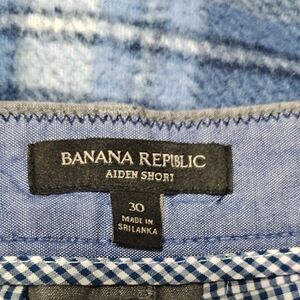 BANANA REPUBLIC
AIDEN SHORT
30
MADE IN
SRI LANKA